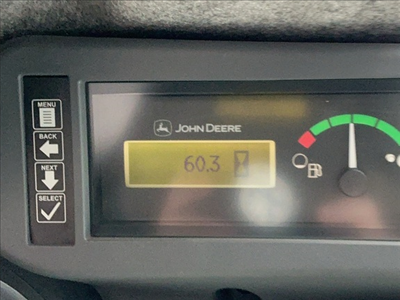 MENU
BACK
NEXT
SELECT
JOHN DEERE
60.3